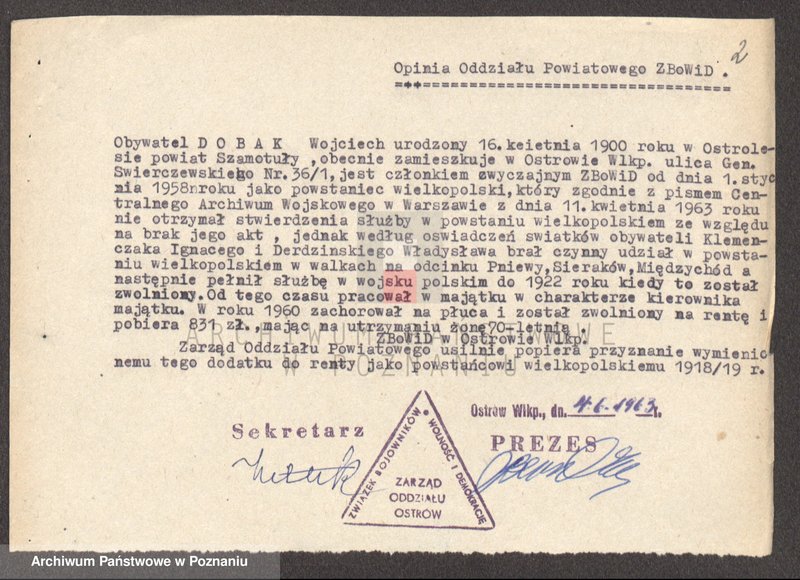 2
Opinia Oddziału Powiatowego ZBoWiD .
Obywatel D O B A K Wojciech urodzony 16.keietnia 1900 roku w Ostrole-
sie powiat Szamotuły ,obecnie zamieszkuje w Ostrowie Wlkp. ulica Gen.
Swierczewskiego Nr.36/1,jest członkiem zwyczajnym ZBoWiD od dnia 1.stycz
nia 1958nroku jako powstaniec wielkopolski,który zgodnie z pismem Cen-
tralnego Archiwum Wojskowego w Warszawie z dnia 11.kwietnia 1963 roku
nie otrzymał stwierdzenia służby w powstaniu wielkopolskim ze względu
na brak jego akt , jednak według oswiadczeń swiatków obywateli Klemen-
czaka Ignacego i Derdzinskiego Władysława brał czynny udział w powsta-
niu wielkopolskiem w walkach na odcinku Pniewy,Sieraków,Międzychód a
następnie pełnił służbę w wojsku polskim do 1922 roku kiedy to został
zwolniony.Od tego czasu pracował w majątku w charakterze kierownika
majątku. W roku 1960 zachorował na płuca i został zwolniony na rentę i
pobiera 831 zł.,mając na utrzymaniu żonę 70-letnią .
ARCHIWUM PAŃSTWOWE
ZBoWiD w Ostrowie Wlkp.
Zarząd Oddziału Powiatowego usilnie popiera przyznanie wymienio
W POZNANIU
nemu tego dodatku do renty jako powstańcowi wielkopolskiemu 1918/19 r.
Ostrów Wlkp., dn. 4.6.1963 r.
Sekretarz
PREZES
ZWIĄZEK BOJOWNIKÓW • WOLNOŚĆ I DEMOKRACJĘ
ZARZĄD
ODDZIAŁU
OSTRÓW
Archiwum Państwowe w Poznaniu